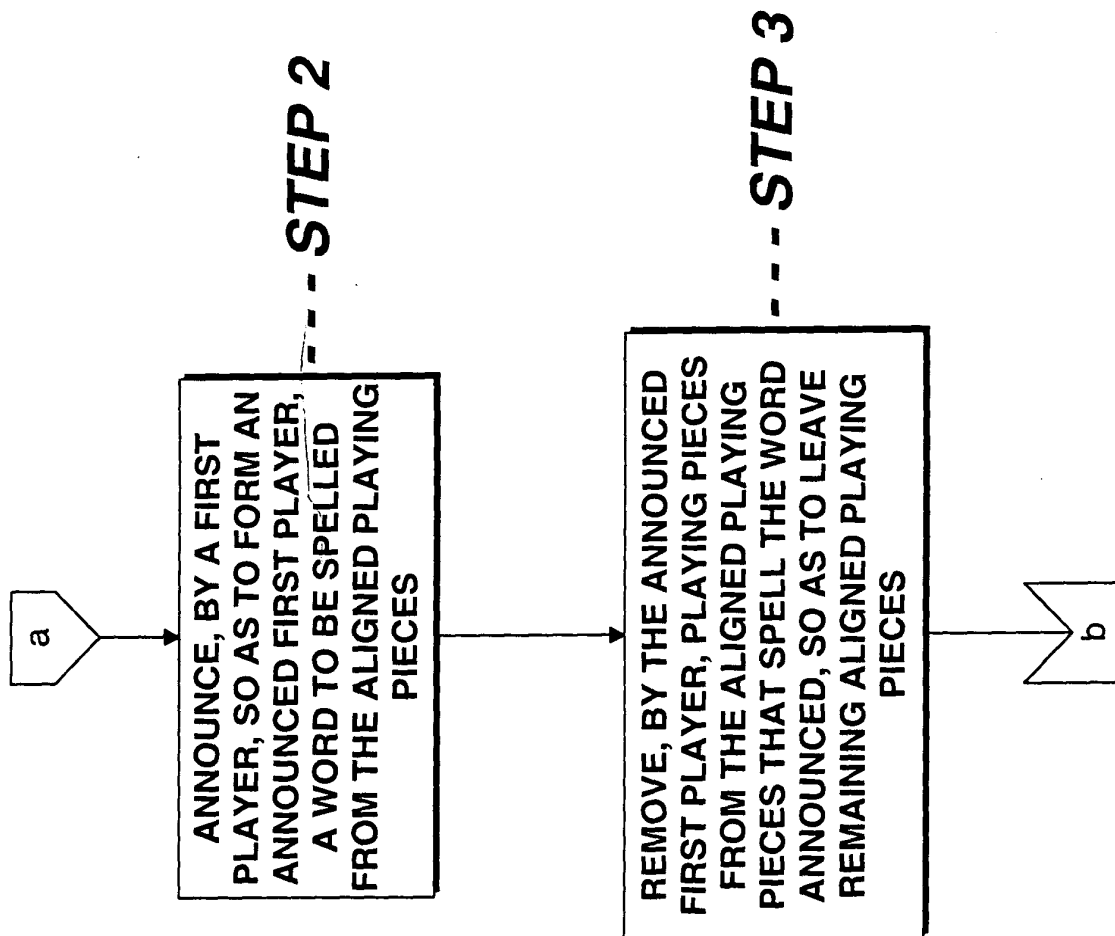 a
ANNOUNCE, BY A FIRST
PLAYER, SO AS TO FORM AN
ANNOUNCED FIRST PLAYER,
A WORD TO BE SPELLED
FROM THE ALIGNED PLAYING
PIECES
- - - STEP 2
REMOVE, BY THE ANNOUNCED
FIRST PLAYER, PLAYING PIECES
FROM THE ALIGNED PLAYING
PIECES THAT SPELL THE WORD
ANNOUNCED, SO AS TO LEAVE
REMAINING ALIGNED PLAYING
PIECES
- - - STEP 3
b